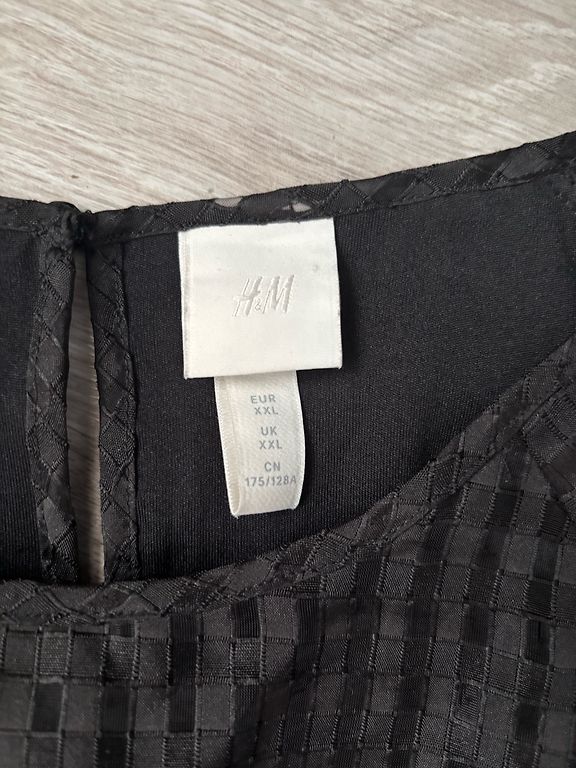 H&M
EUR
XXL
UK
XXL
CN
175/128A